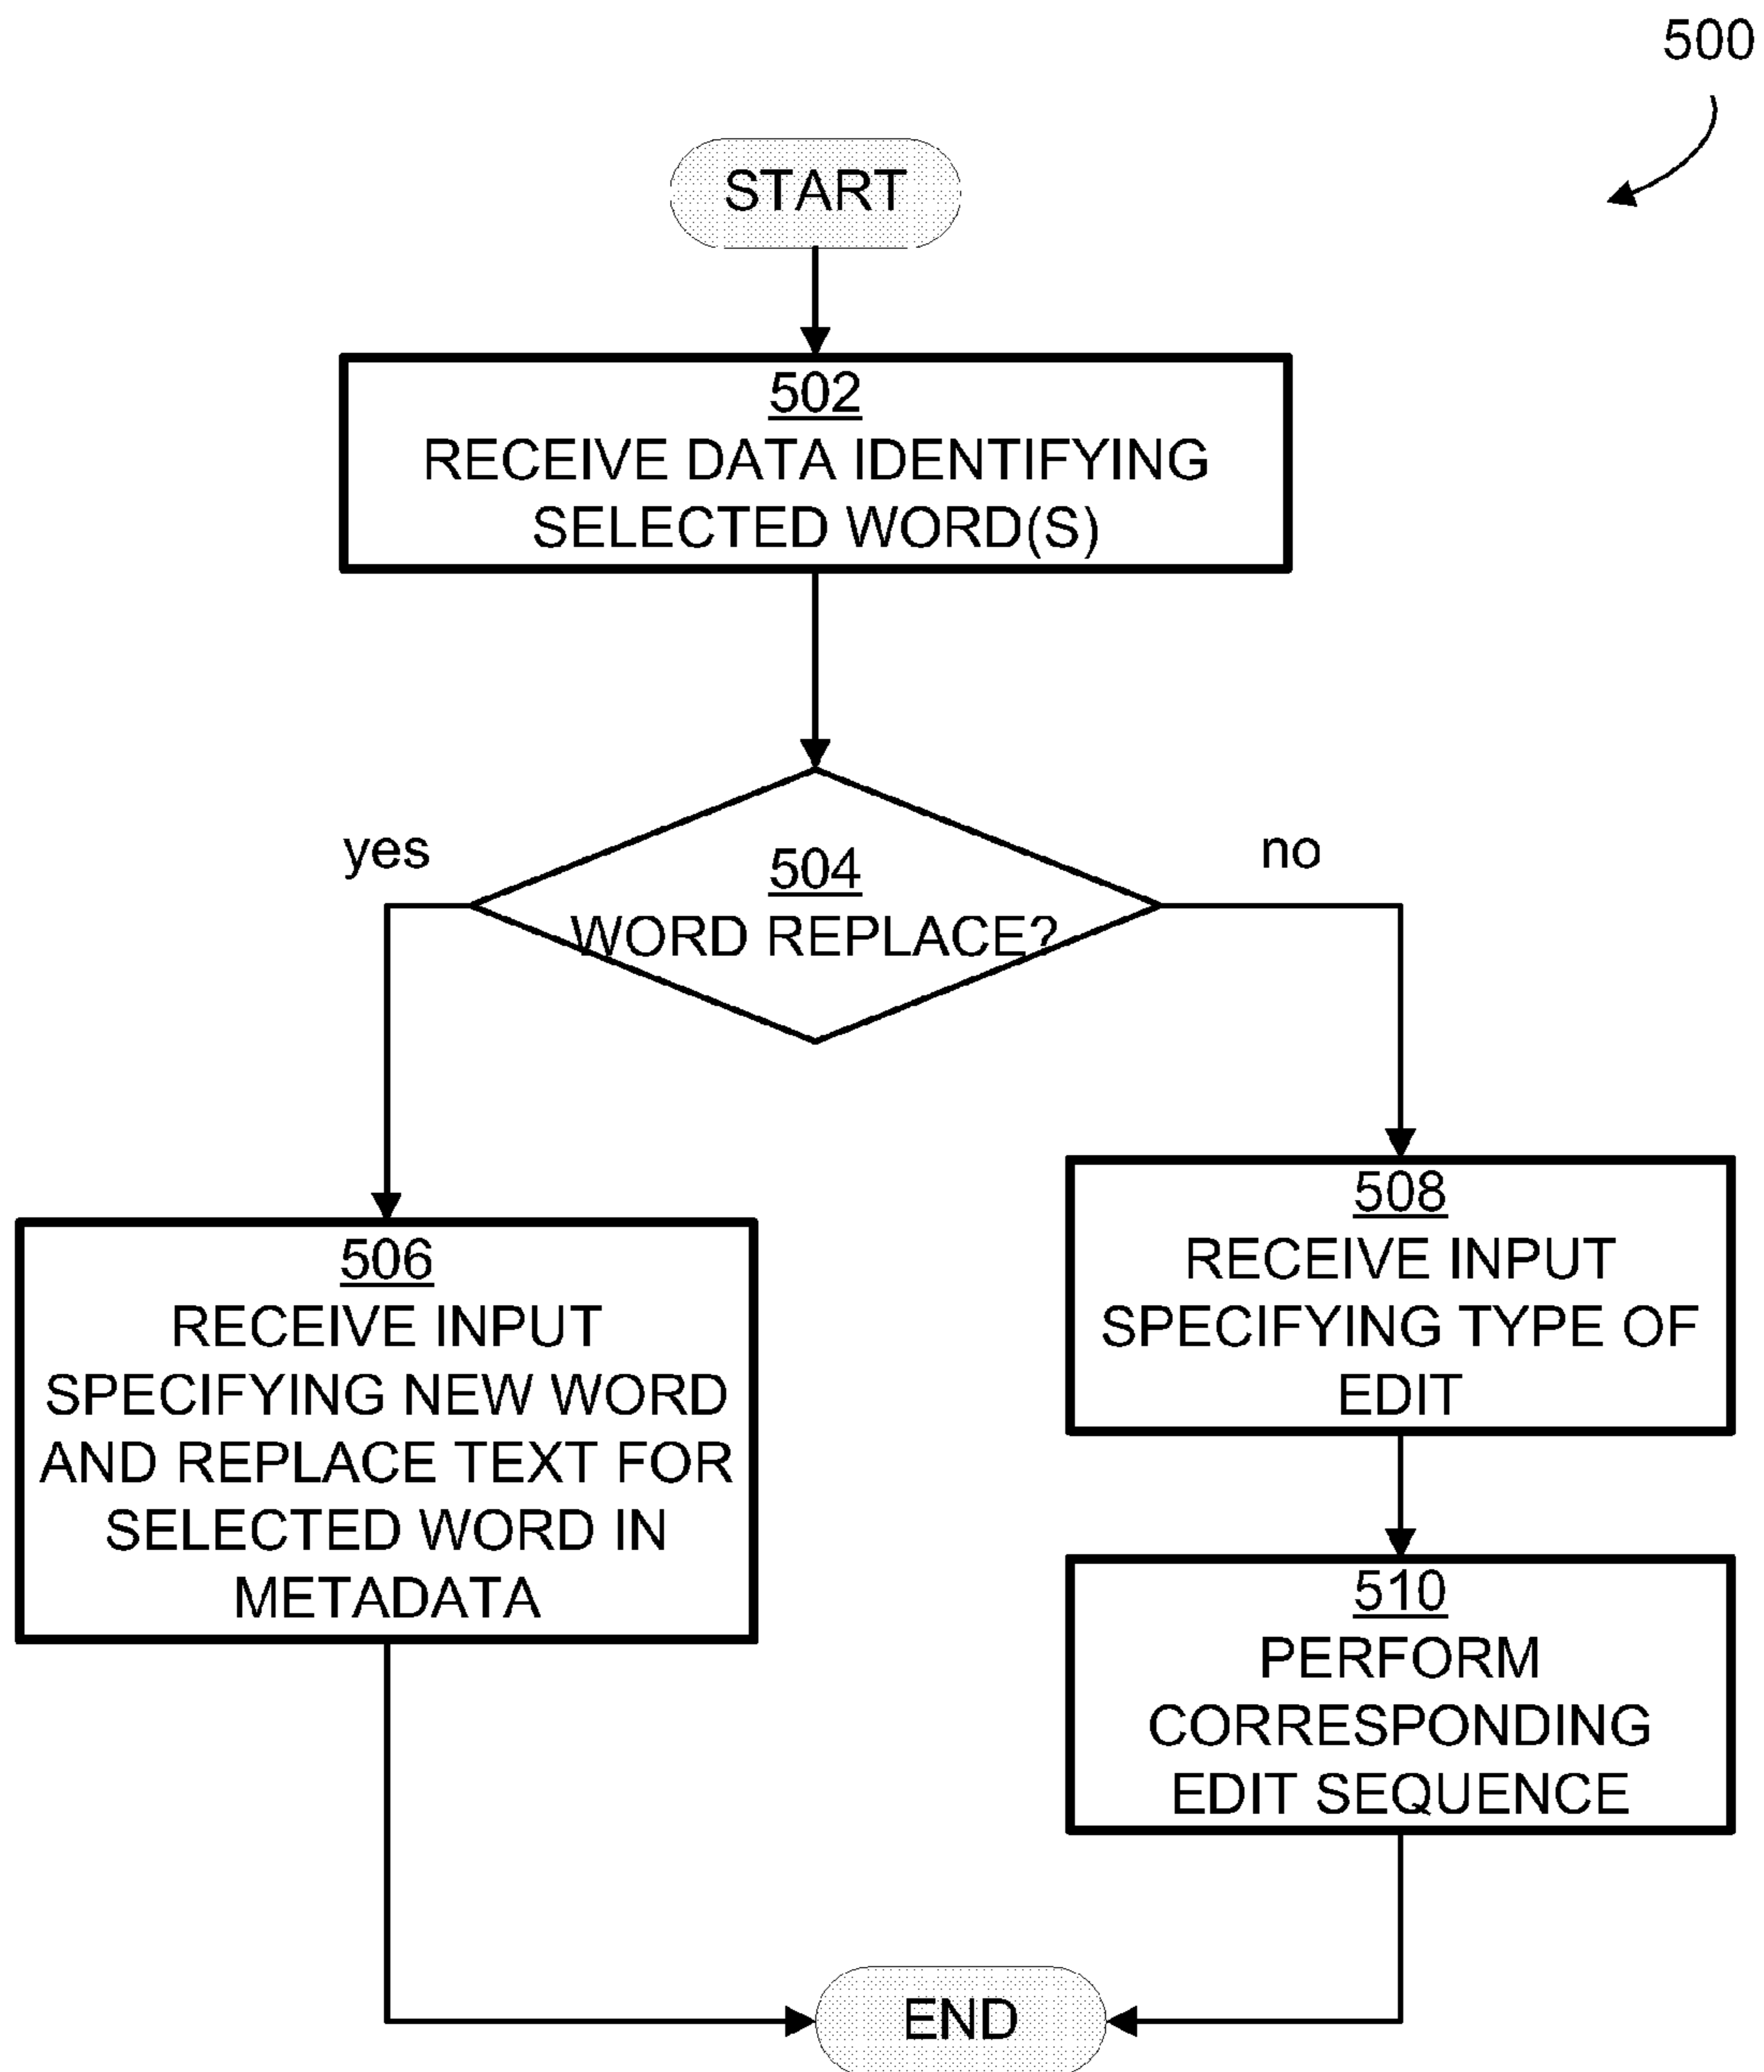 500
START
502
RECEIVE DATA IDENTIFYING
SELECTED WORD(S)
504
WORD REPLACE?
yes
no
506
RECEIVE INPUT
SPECIFYING NEW WORD
AND REPLACE TEXT FOR
SELECTED WORD IN
METADATA
508
RECEIVE INPUT
SPECIFYING TYPE OF
EDIT
510
PERFORM
CORRESPONDING
EDIT SEQUENCE
END